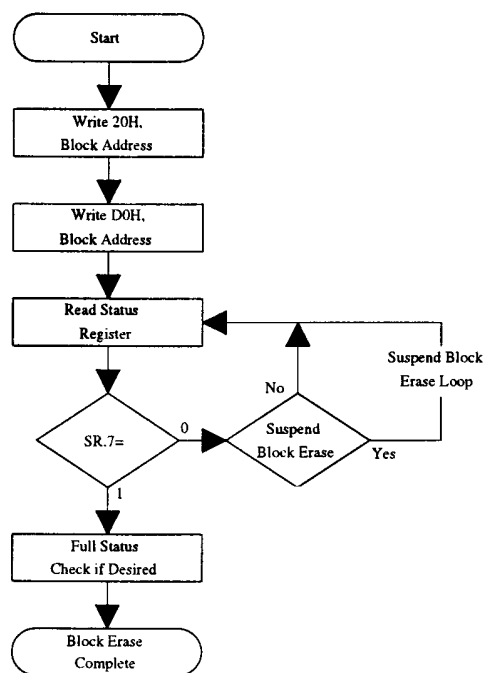 Start
Write 20H,
Block Address
Write D0H,
Block Address
Read Status
Register
Suspend Block
Erase Loop
No
SR.7=
0
Suspend
Block Erase
Yes
1
Full Status
Check if Desired
Block Erase
Complete